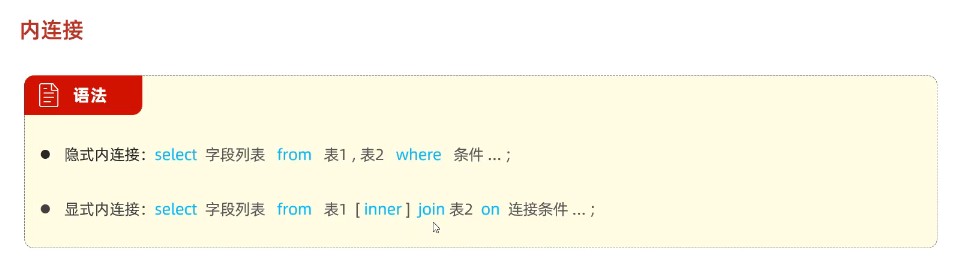 内连接
语法
隐式内连接：select 字段列表 from 表1 , 表2 where 条件 ... ;
显式内连接：select 字段列表 from 表1 [ inner ] join 表2 on 连接条件 ... ;